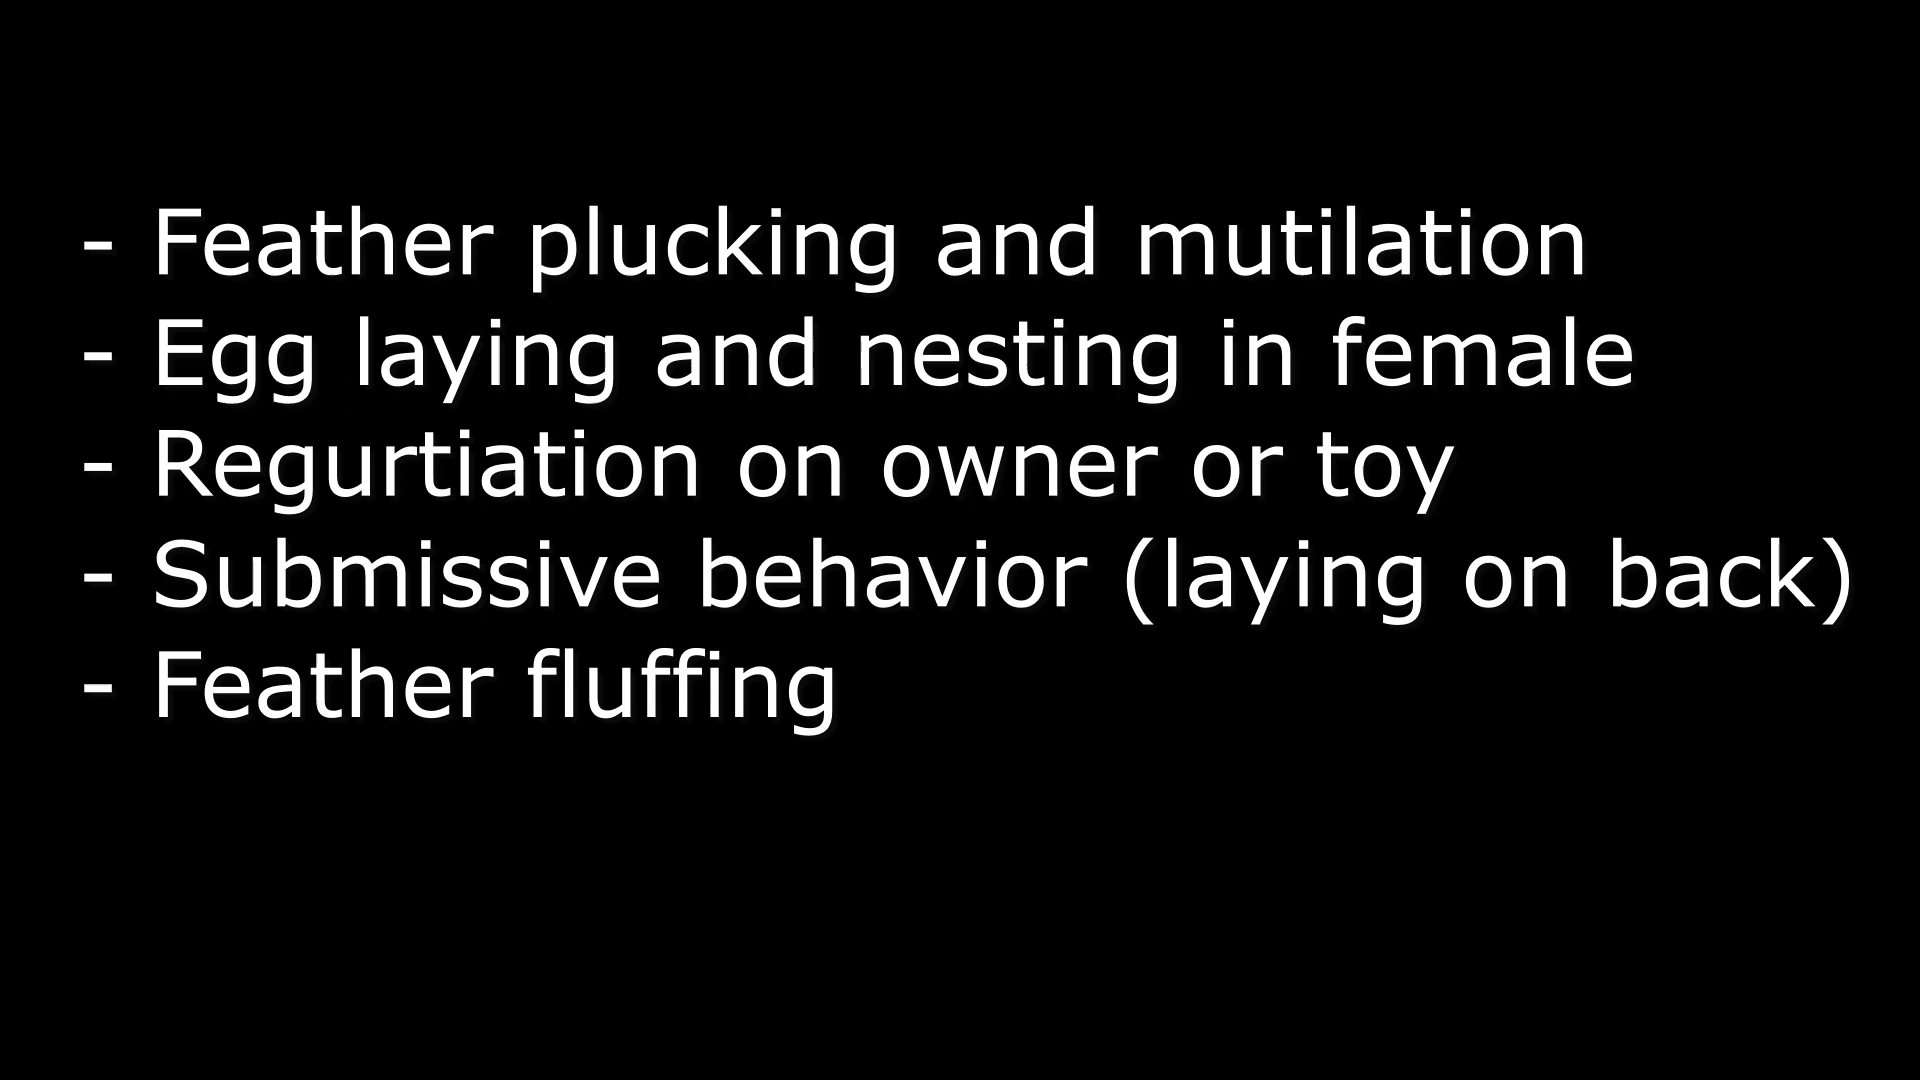 - Feather plucking and mutilation
- Egg laying and nesting in female
- Regurtiation on owner or toy
- Submissive behavior (laying on back)
- Feather fluffing